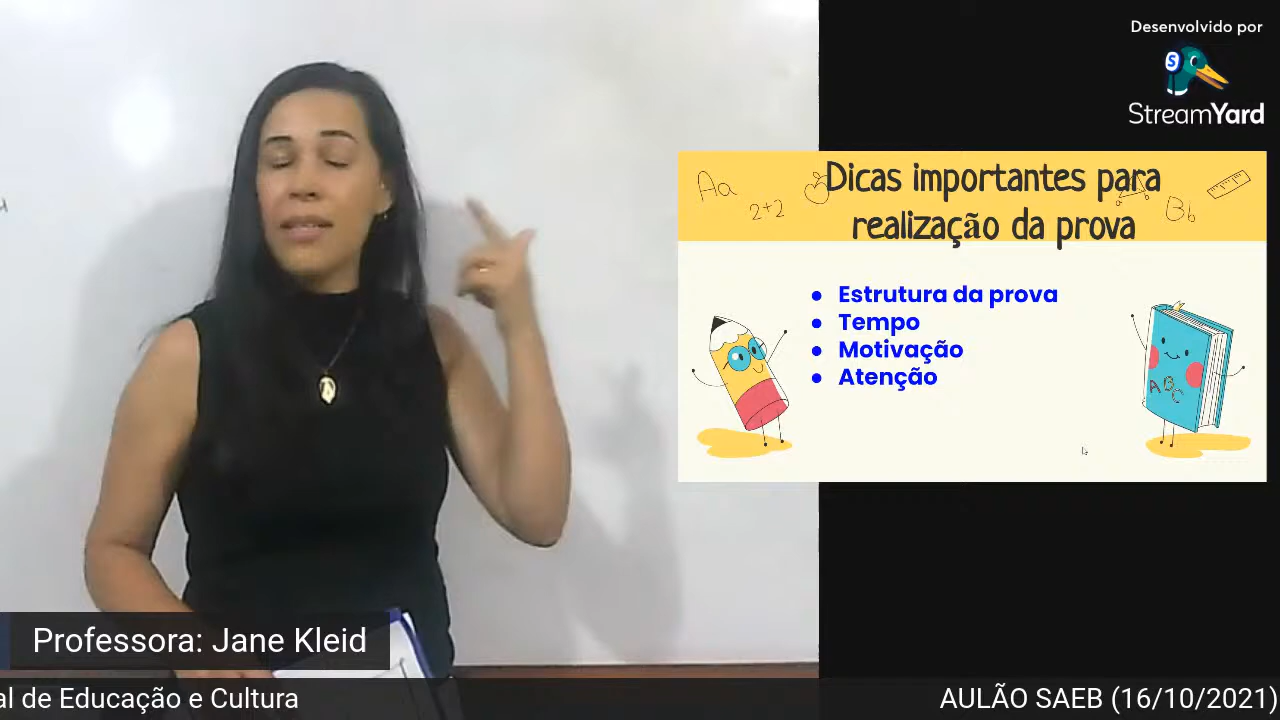 Desenvolvido por
S
StreamYard
Dicas importantes para
realização da prova
Aa
2+2
Bb
● Estrutura da prova
● Tempo
● Motivação
● Atenção
ABC
Professora: Jane Kleid
al de Educação e Cultura
AULÃO SAEB (16/10/2021)